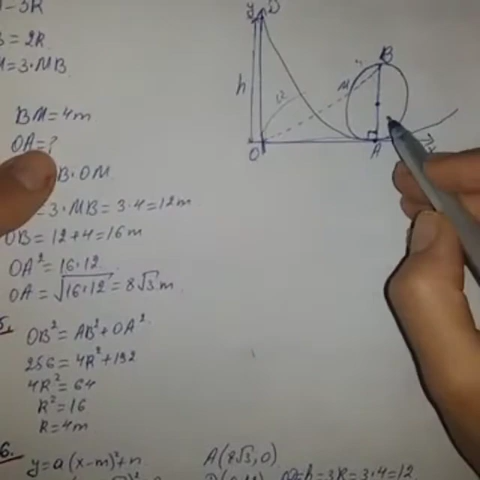 3R
= 2R
= 3·MB
BM = 4m
OA = ?
B·OM
= 3·MB = 3·4 = 12m
OB = 12+4 = 16m
OA² = 16·12
OA = √16·12 = 8√3 m
5.
OB² = AB² + OA²
256 = 4R² + 192
4R² = 64
R² = 16
R = 4m
6.
y = a(x-m)² + n
A(8√3, 0)
= h = 3R = 3·4 = 12
y D
B
h
M
12
O
A